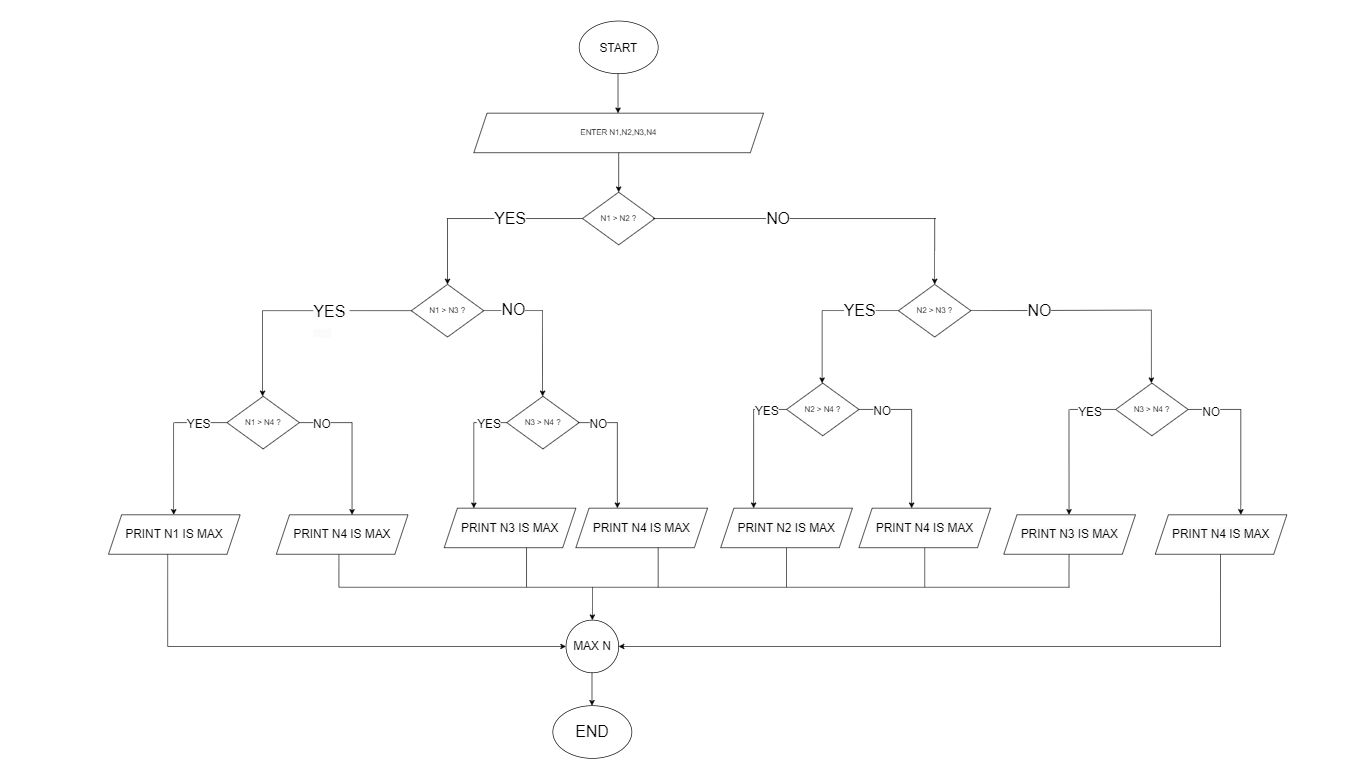 START
ENTER N1,N2,N3,N4
N1 > N2 ?
YES
NO
N1 > N3 ?
YES
NO
N2 > N3 ?
YES
NO
N1 > N4 ?
YES
NO
N3 > N4 ?
YES
NO
N2 > N4 ?
YES
NO
N3 > N4 ?
YES
NO
PRINT N1 IS MAX
PRINT N4 IS MAX
PRINT N3 IS MAX
PRINT N4 IS MAX
PRINT N2 IS MAX
PRINT N4 IS MAX
PRINT N3 IS MAX
PRINT N4 IS MAX
MAX N
END